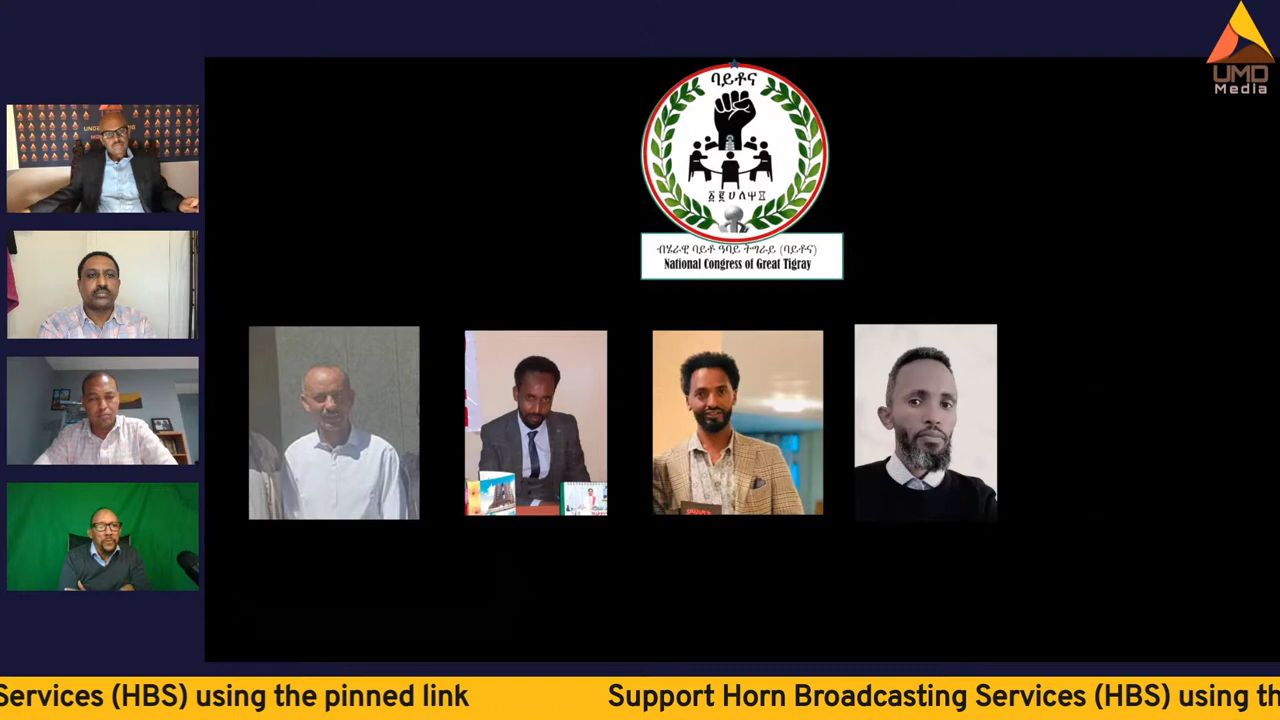 UMD
Media
ባይቶና
ብሄራዊ ባይቶ ዓባይ ትግራይ (ባይቶና)
National Congress of Great Tigray
Services (HBS) using the pinned link
Support Horn Broadcasting Services (HBS) using th